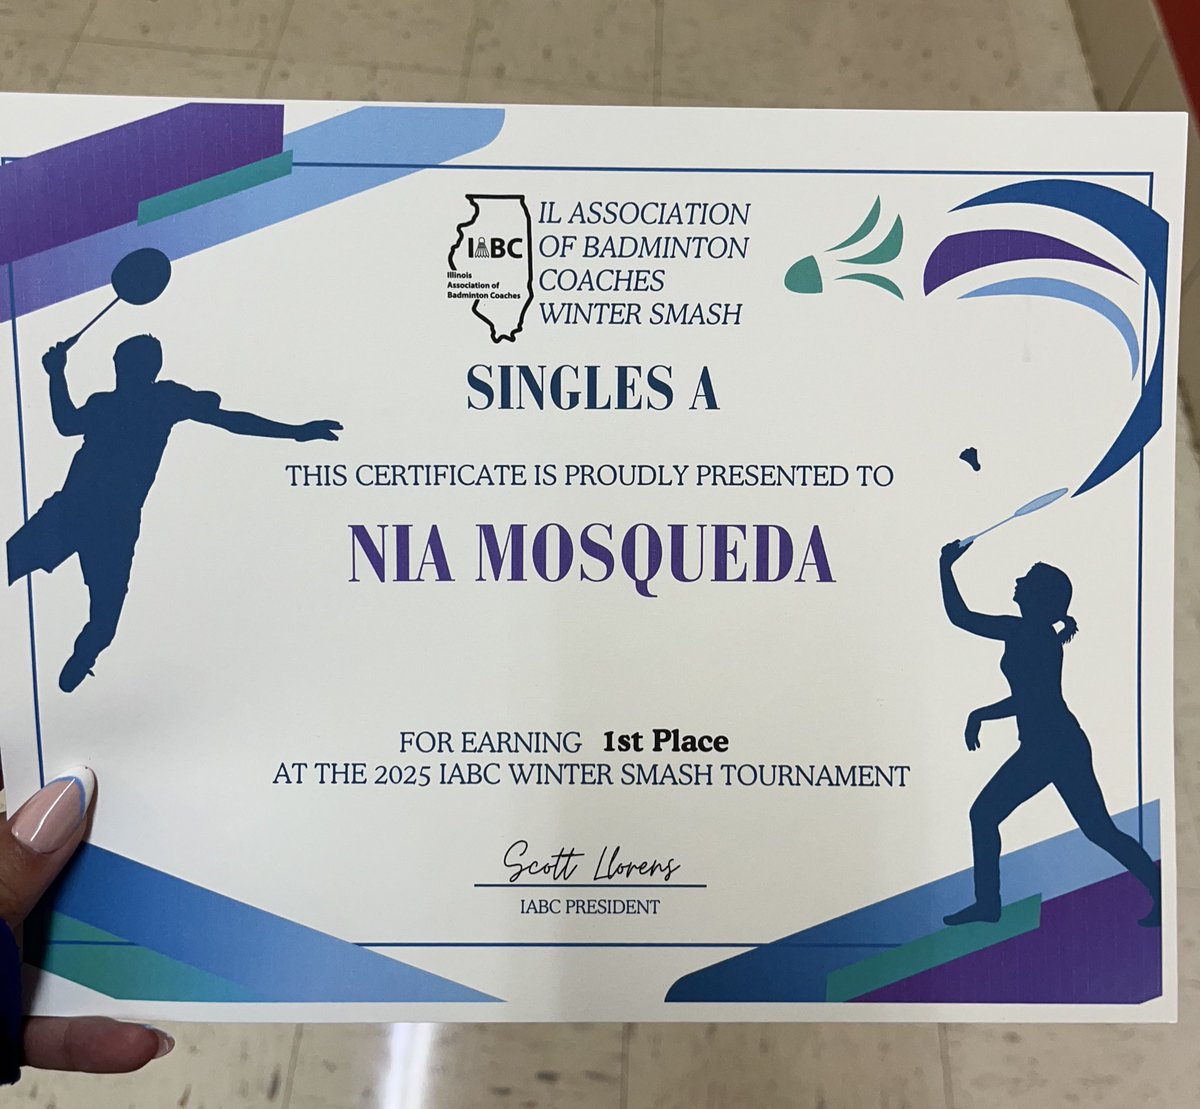 IABC
Illinois
Association of
Badminton Coaches
IL ASSOCIATION
OF BADMINTON
COACHES
WINTER SMASH
SINGLES A
THIS CERTIFICATE IS PROUDLY PRESENTED TO
NIA MOSQUEDA
FOR EARNING 1st Place
AT THE 2025 IABC WINTER SMASH TOURNAMENT
Scott Llorens
IABC PRESIDENT